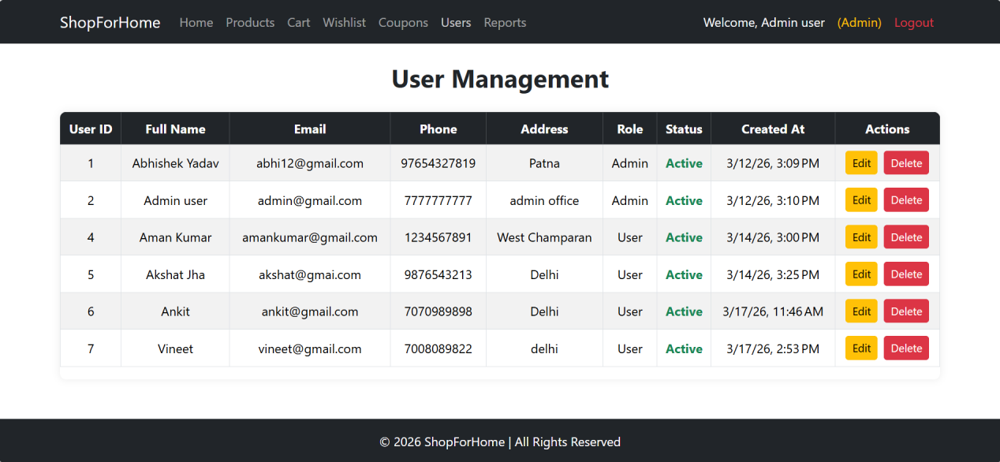 ShopForHome Home Products Cart Wishlist Coupons Users Reports Welcome, Admin user (Admin) Logout
User Management
User ID Full Name Email Phone Address Role Status Created At Actions
1 Abhishek Yadav abhi12@gmail.com 97654327819 Patna Admin Active 3/12/26, 3:09 PM Edit Delete
2 Admin user admin@gmail.com 7777777777 admin office Admin Active 3/12/26, 3:10 PM Edit Delete
4 Aman Kumar amankumar@gmail.com 1234567891 West Champaran User Active 3/14/26, 3:00 PM Edit Delete
5 Akshat Jha akshat@gmai.com 9876543213 Delhi User Active 3/14/26, 3:25 PM Edit Delete
6 Ankit ankit@gmail.com 7070989898 Delhi User Active 3/17/26, 11:46 AM Edit Delete
7 Vineet vineet@gmail.com 7008089822 delhi User Active 3/17/26, 2:53 PM Edit Delete
© 2026 ShopForHome | All Rights Reserved